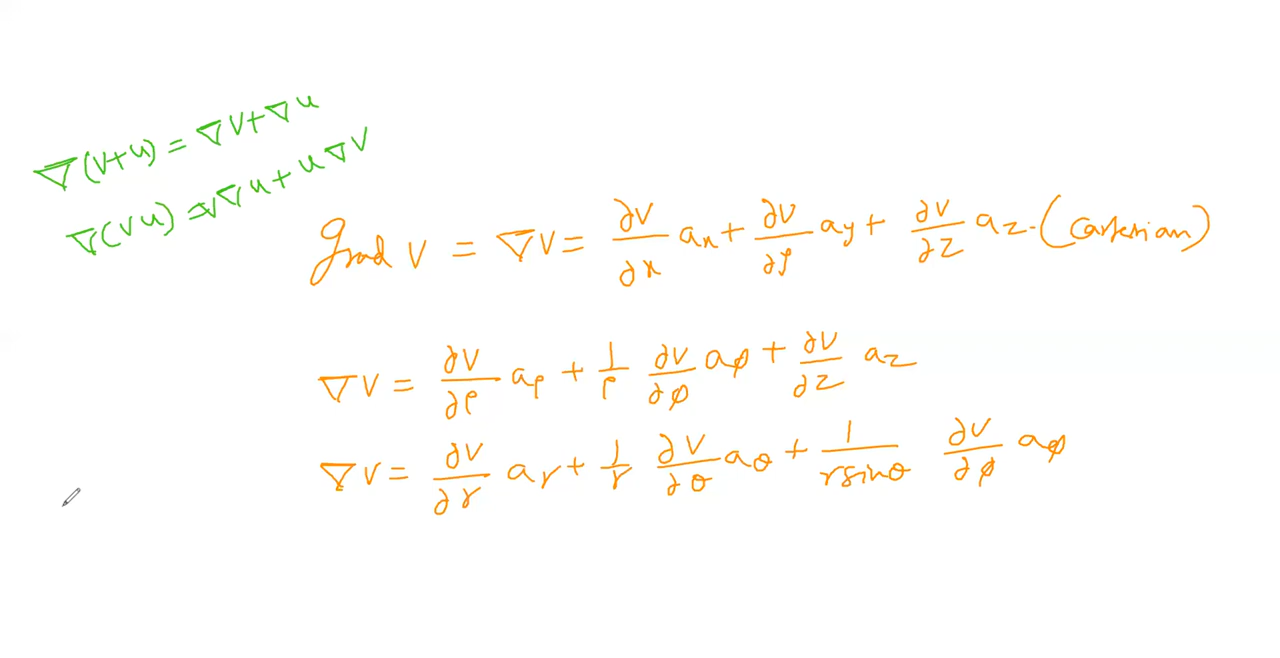 ∇(V+u) = ∇V+∇u
∇(Vu) = V∇u + u∇V
grad V = ∇V = ∂V/∂x ax + ∂V/∂y ay + ∂V/∂z az. (Cartesian)
∇V = ∂V/∂ρ aρ + 1/ρ ∂V/∂φ aφ + ∂V/∂z az
∇V = ∂V/∂r ar + 1/r ∂V/∂θ aθ + 1/(r sinθ) ∂V/∂φ aφ